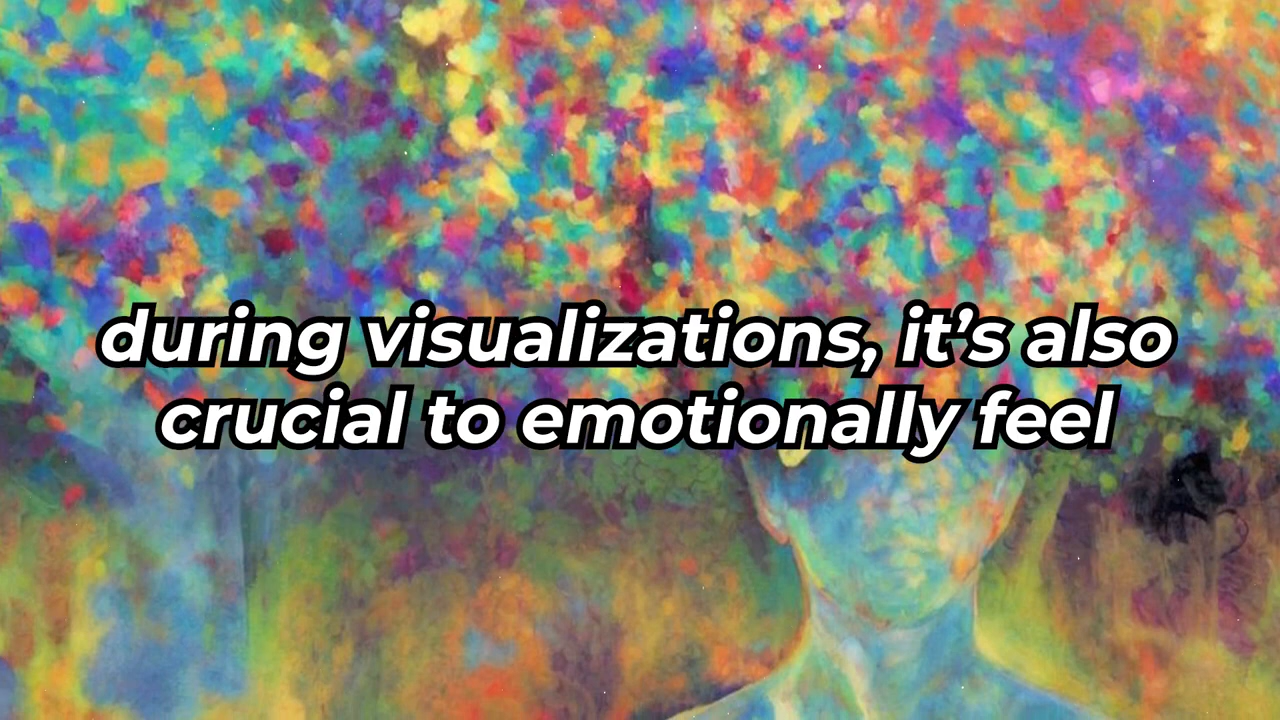 during visualizations, it’s also
crucial to emotionally feel